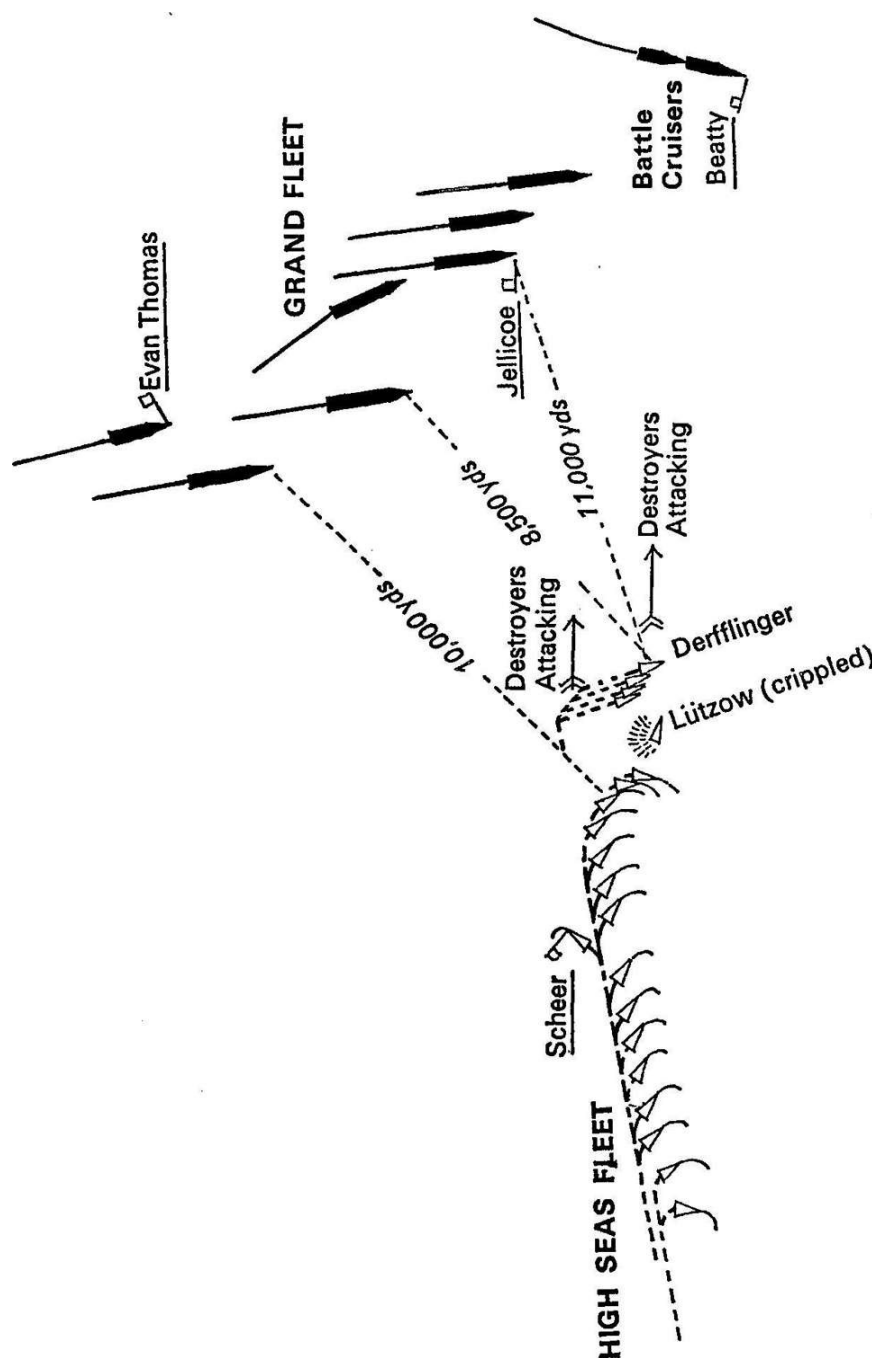 Evan Thomas
GRAND FLEET
Battle
Cruisers
Beatty
Jellicoe
10,000 yds
8,500 yds
11,000 yds
Destroyers
Attacking
Destroyers
Attacking
Derfflinger
Lützow (crippled)
Scheer
HIGH SEAS FLEET